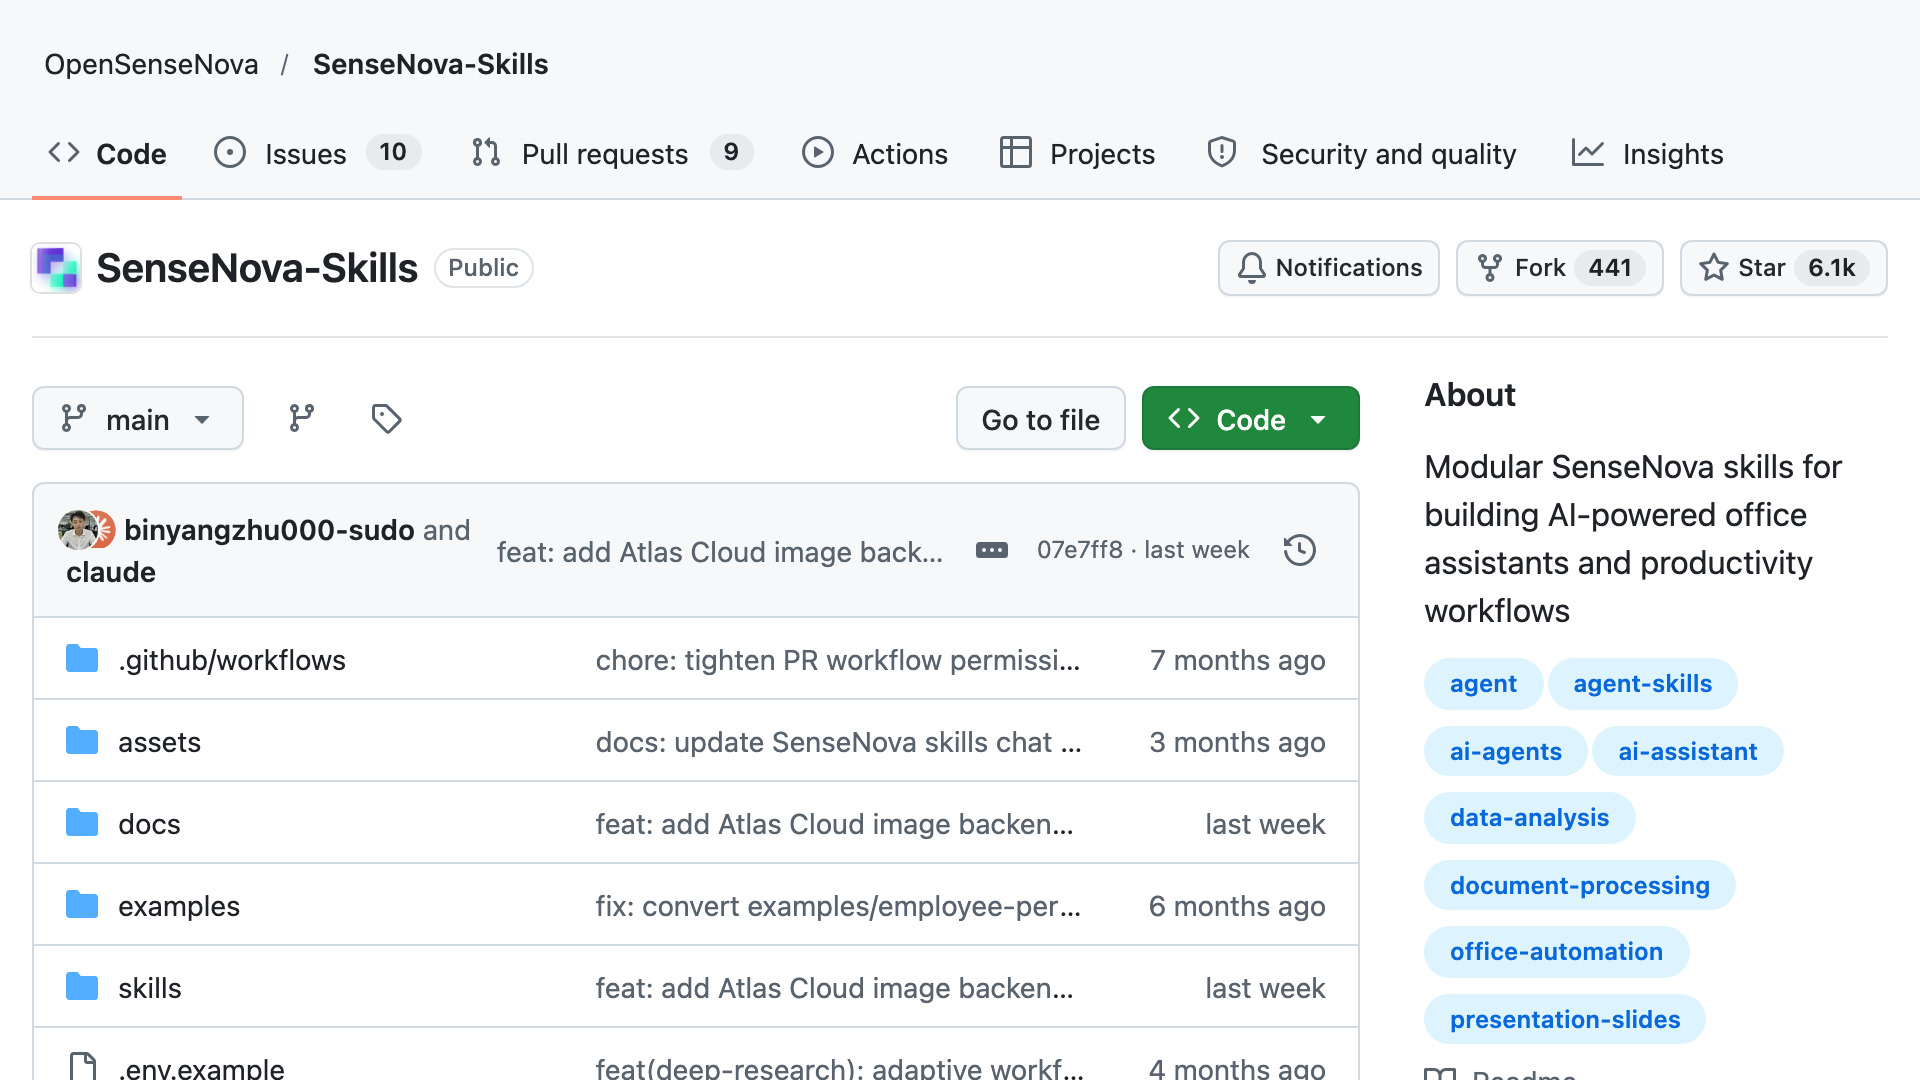 OpenSenseNova / SenseNova-Skills
Code
Issues 10
Pull requests 9
Actions
Projects
Security and quality
Insights
SenseNova-Skills Public
Notifications
Fork 441
Star 6.1k
main
Go to file
Code
binyangzhu000-sudo and
claude
feat: add Atlas Cloud image back...
07e7ff8 · last week
.github/workflows chore: tighten PR workflow permissi... 7 months ago
assets docs: update SenseNova skills chat ... 3 months ago
docs feat: add Atlas Cloud image backen... last week
examples fix: convert examples/employee-per... 6 months ago
skills feat: add Atlas Cloud image backen... last week
.env.example feat(deep-research): adaptive workf... 4 months ago
About
Modular SenseNova skills for
building AI-powered office
assistants and productivity
workflows
agent agent-skills
ai-agents ai-assistant
data-analysis
document-processing
office-automation
presentation-slides
Readme